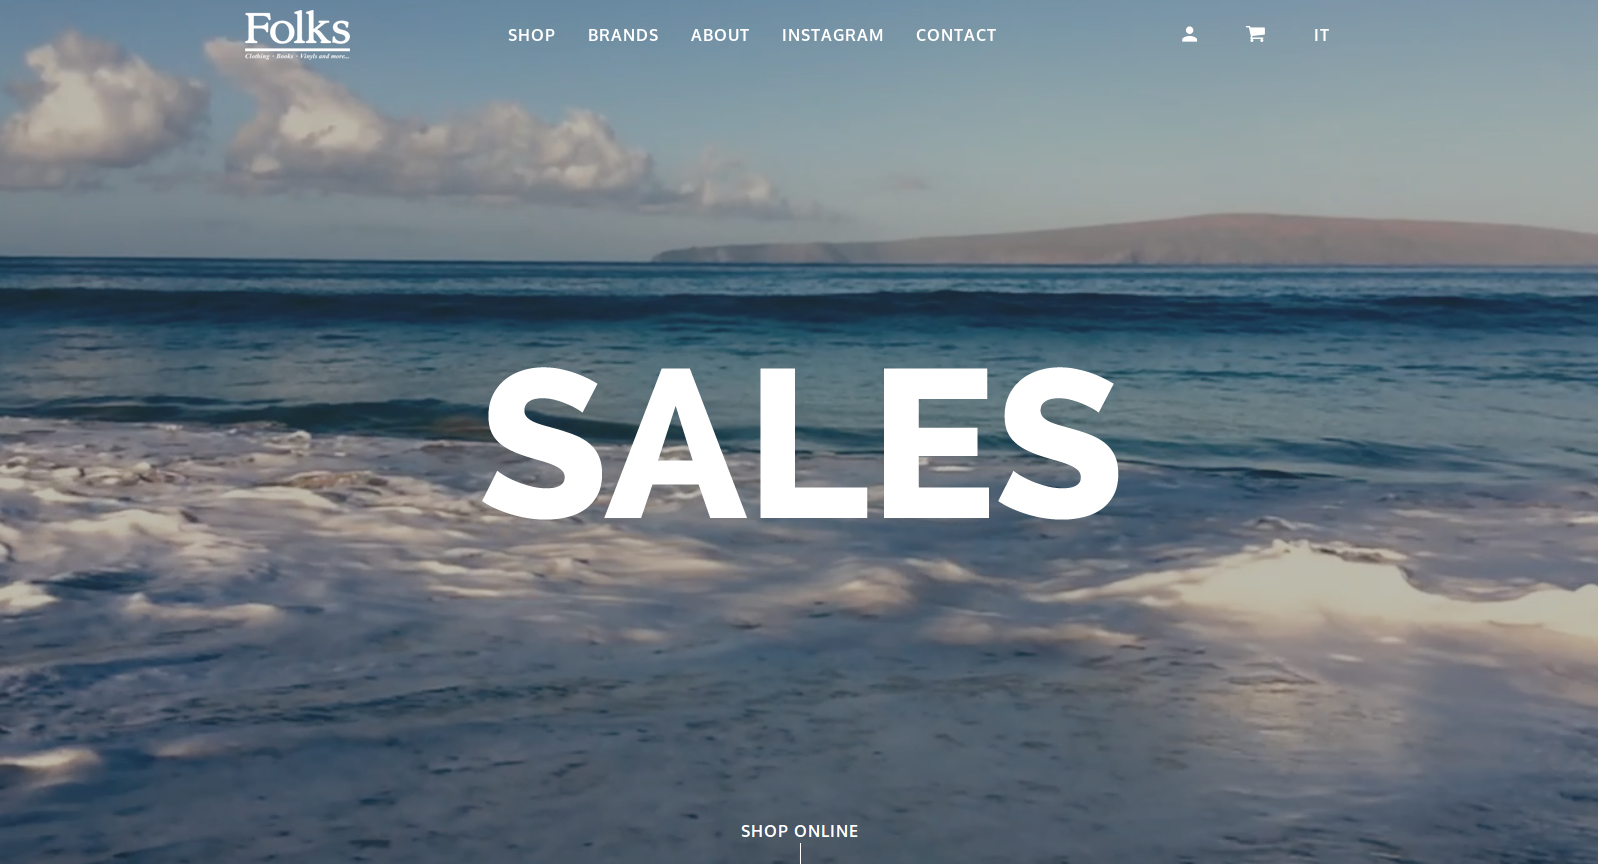 Folks
Clothing · Books · Vinyls and more...
SHOP BRANDS ABOUT INSTAGRAM CONTACT
IT
SALES
SHOP ONLINE